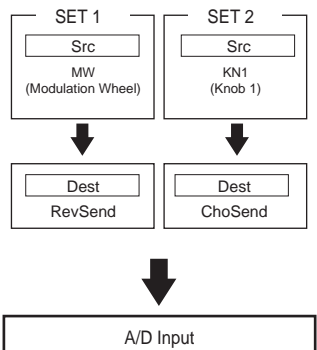 SET 1
SET 2
Src
Src
MW
(Modulation Wheel)
KN1
(Knob 1)
Dest
Dest
RevSend
ChoSend
A/D Input